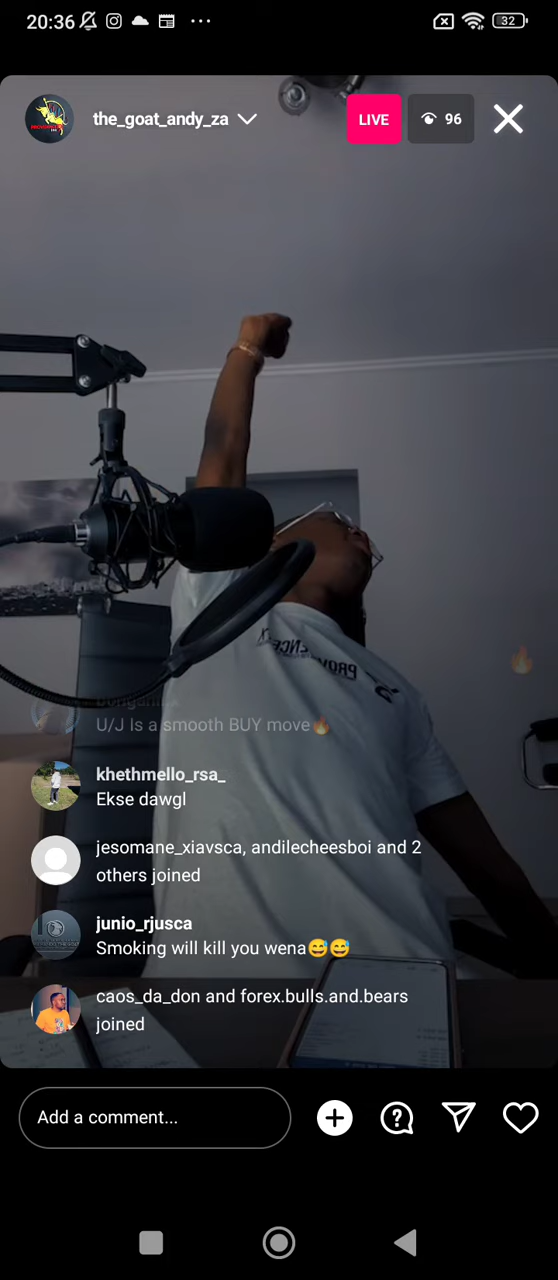 20:36
32
the_goat_andy_za
LIVE
96
U/J Is a smooth BUY move🔥
khethmello_rsa_
Ekse dawgl
jesomane_xiavsca, andilecheesboi and 2
others joined
junio_rjusca
Smoking will kill you wena😅😅
caos_da_don and forex.bulls.and.bears
joined
Add a comment...